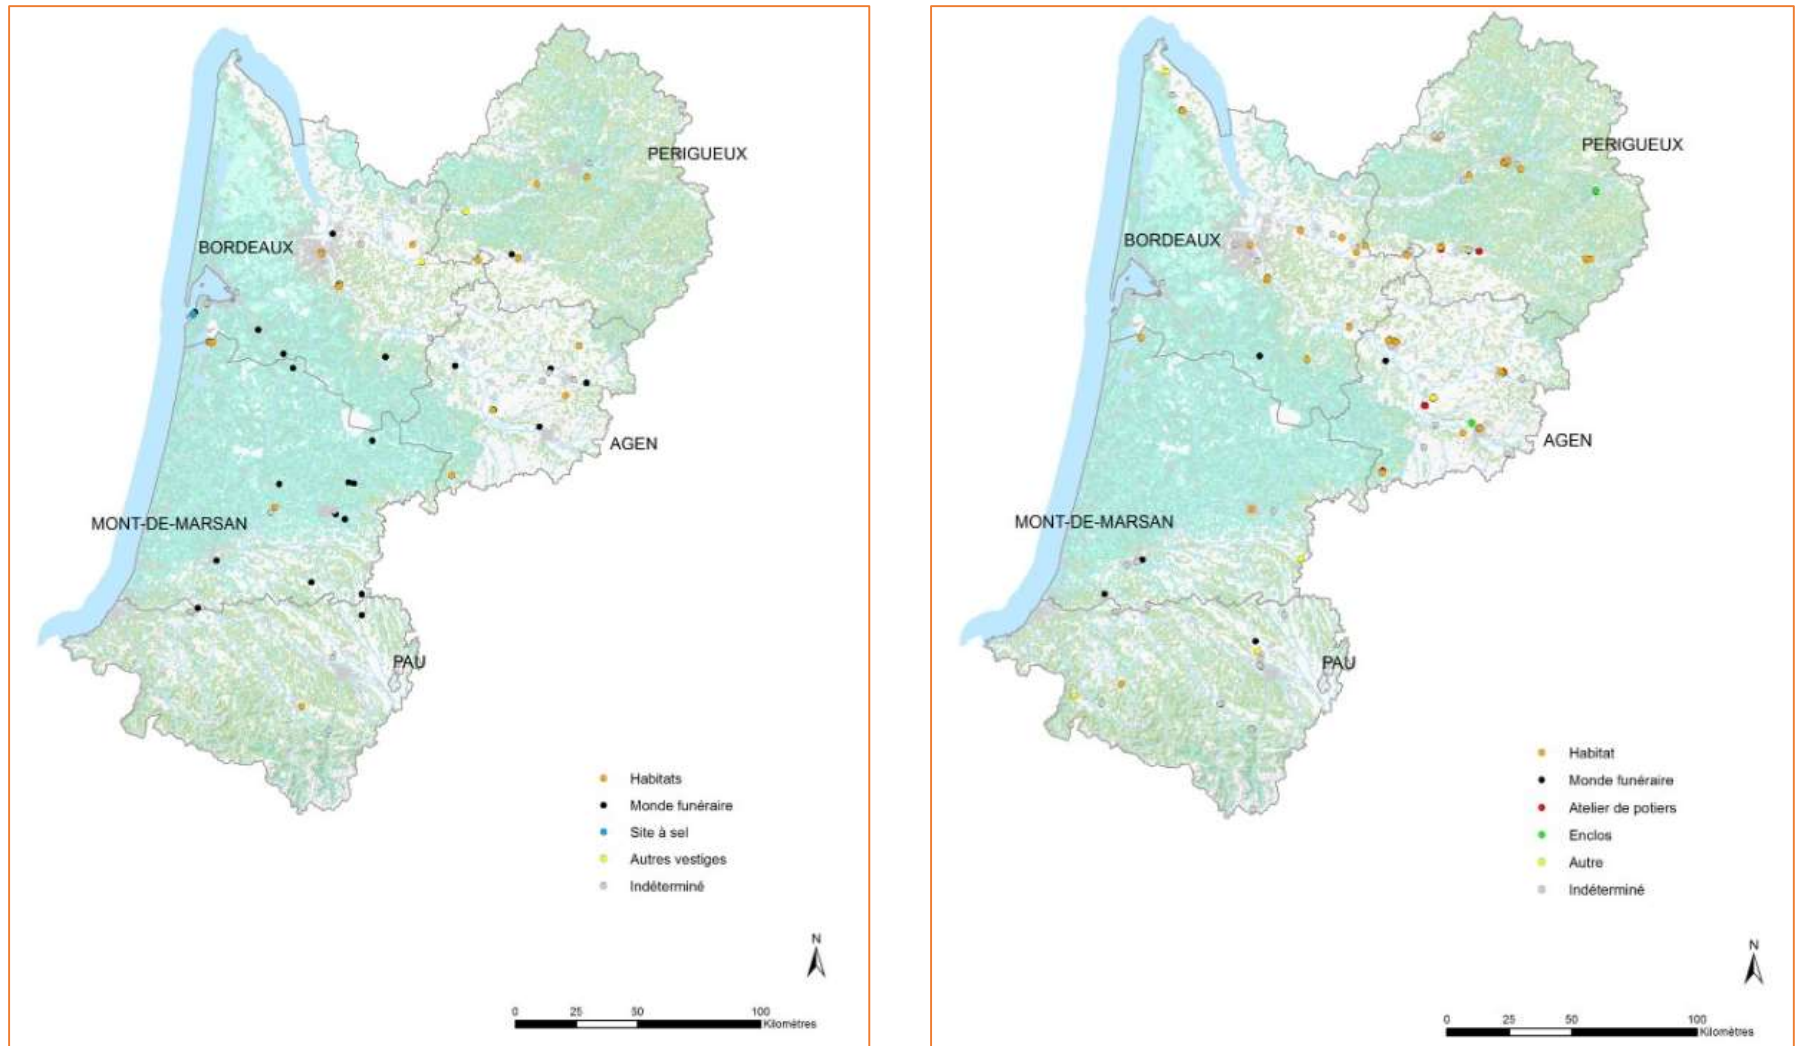 PERIGUEUX
BORDEAUX
AGEN
MONT-DE-MARSAN
PAU
Habitats
Monde funéraire
Site à sel
Autres vestiges
Indéterminé
N
0 25 50 100
Kilomètres
PERIGUEUX
BORDEAUX
AGEN
MONT-DE-MARSAN
PAU
Habitat
Monde funéraire
Atelier de potiers
Enclos
Autre
Indéterminé
N
0 25 50 100
Kilomètres